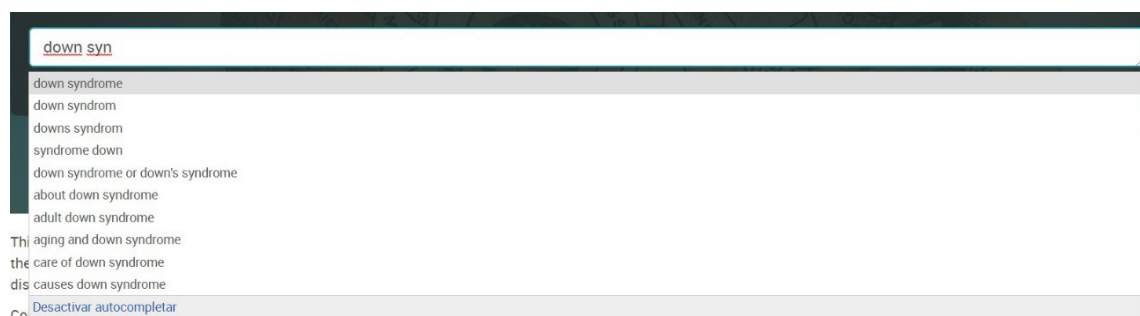 down syn
down syndrome
down syndrom
downs syndrom
syndrome down
down syndrome or down's syndrome
about down syndrome
adult down syndrome
Thi
aging and down syndrome
the
care of down syndrome
dis
causes down syndrome
Desactivar autocompletar